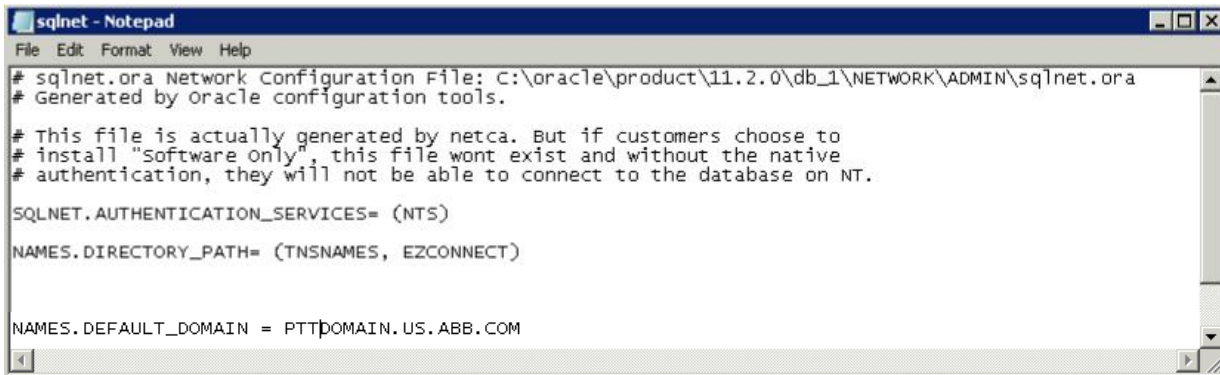 sqlnet - Notepad
File Edit Format View Help
# sqlnet.ora Network Configuration File: C:\oracle\product\11.2.0\db_1\NETWORK\ADMIN\sqlnet.ora
# Generated by Oracle configuration tools.
# This file is actually generated by netca. But if customers choose to
# install "Software Only", this file wont exist and without the native
# authentication, they will not be able to connect to the database on NT.
SQLNET.AUTHENTICATION_SERVICES= (NTS)
NAMES.DIRECTORY_PATH= (TNSNAMES, EZCONNECT)
NAMES.DEFAULT_DOMAIN = PTTDOMAIN.US.ABB.COM